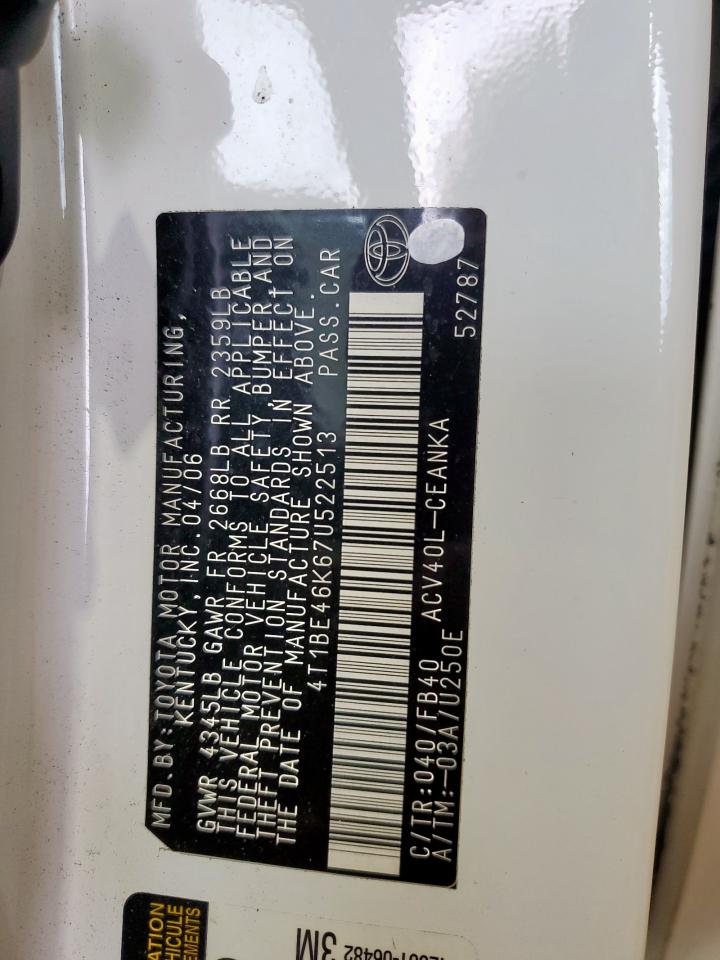 MFD.BY:TOYOTA MOTOR MANUFACTURING,
KENTUCKY,INC.04/06
GVWR 4345LB GAWR FR 2668LB RR 2359LB
THIS VEHICLE CONFORMS TO ALL APPLICABLE
FEDERAL MOTOR VEHICLE SAFETY,BUMPER,AND
THEFT PREVENTION STANDARDS IN EFFECT ON
THE DATE OF MANUFACTURE SHOWN ABOVE.
4T1BE46K67U522513 PASS.CAR
C/TR:040/FB40 ACV40L-CEANKA 52787
A/TM:-03A/U250E
3M